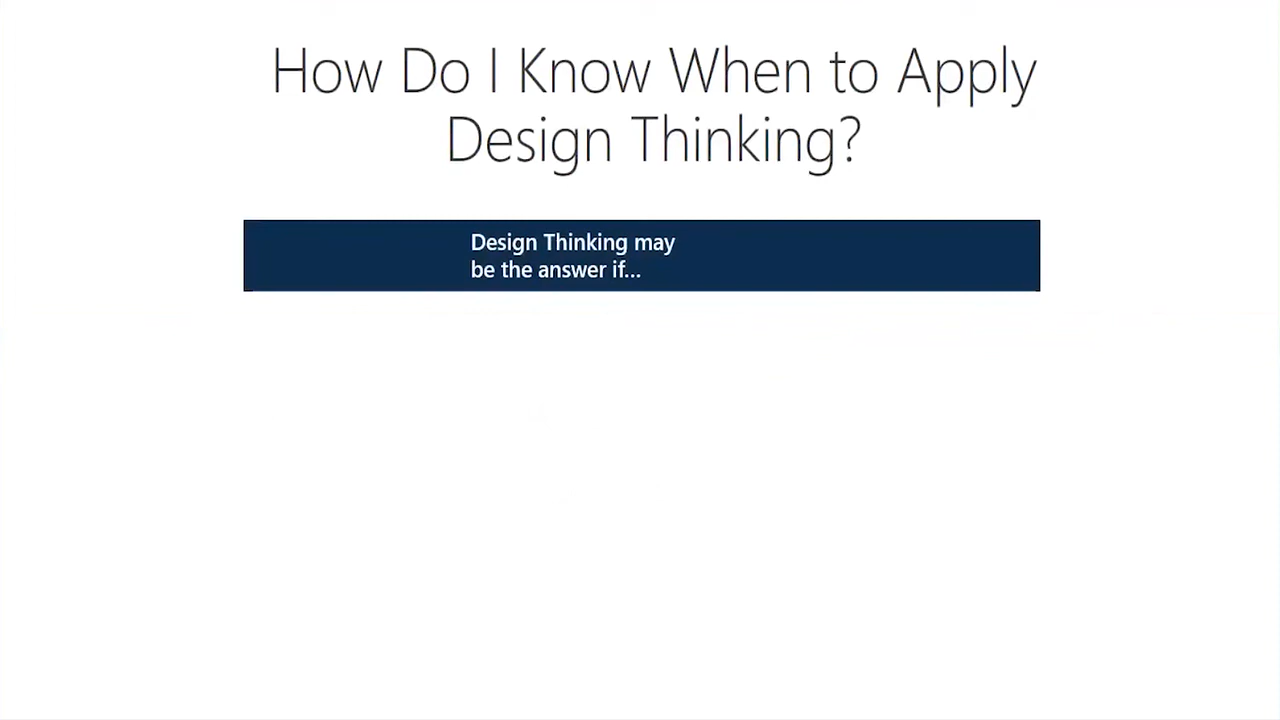 How Do I Know When to Apply
Design Thinking?
Design Thinking may
be the answer if...